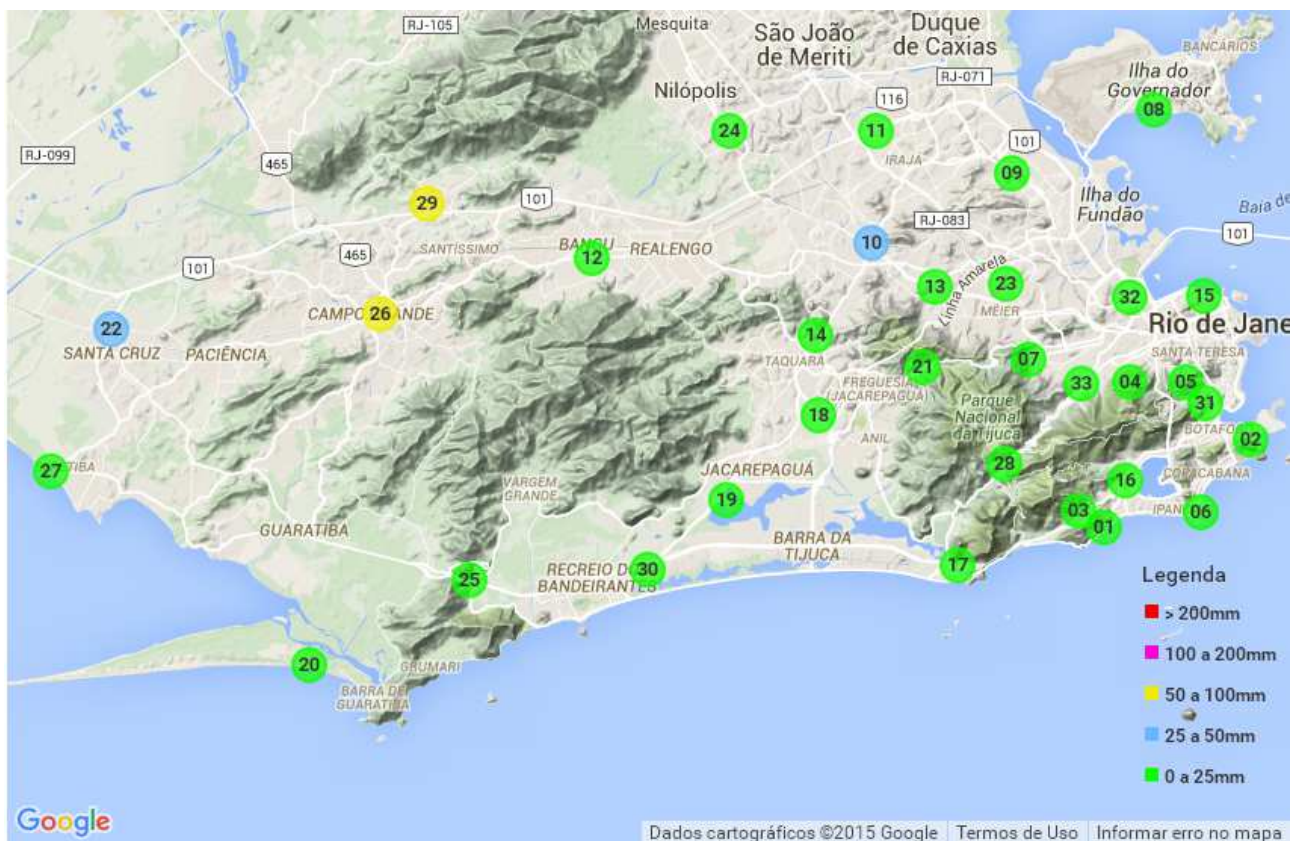 Mesquita
São João
de Meriti
Duque
de Caxias
RJ-105
BANCÁRIOS
Ilha do
Governador
08
RJ-071
116
Nilópolis
24
11
101
IRAJÁ
RJ-099
465
09
Ilha do
Fundão
29
101
RJ-083
Baía de
101
10
SANTÍSSIMO
BANGU
REALENGO
12
465
101
Linha Amarela
13
23
MÉIER
32
15
26
22
SANTA CRUZ
PACIÊNCIA
14
TAQUARA
Rio de Jane
SANTA TERESA
07
21
33
04
05
31
FREGUESIA
(JACAREPAGUÁ)
Parque
Nacional
da Tijuca
18
ANIL
02
27
28
COPACABANA
16
JACAREPAGUÁ
VARGEM
GRANDE
19
03
01
06
GUARATIBA
BARRA DA
TIJUCA
17
30
RECREIO DOS
BANDEIRANTES
25
20
GRUMARI
BARRA DE
GUARATIBA
Legenda
> 200mm
100 a 200mm
50 a 100mm
25 a 50mm
0 a 25mm
Google
Dados cartográficos ©2015 Google
Termos de Uso
Informar erro no mapa